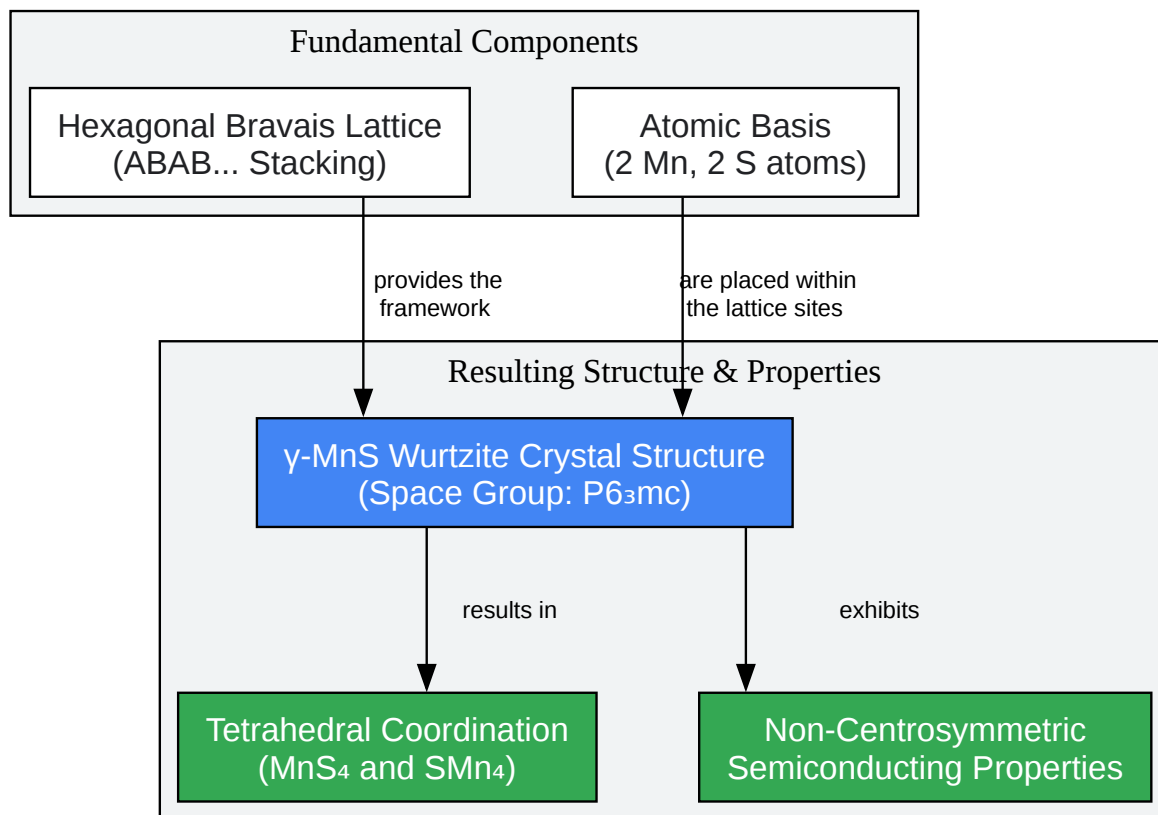 Fundamental Components
Hexagonal Bravais Lattice
(ABAB... Stacking)
Atomic Basis
(2 Mn, 2 S atoms)
provides the
framework
are placed within
the lattice sites
Resulting Structure & Properties
γ-MnS Wurtzite Crystal Structure
(Space Group: P6₃mc)
results in
exhibits
Tetrahedral Coordination
(MnS₄ and SMn₄)
Non-Centrosymmetric
Semiconducting Properties